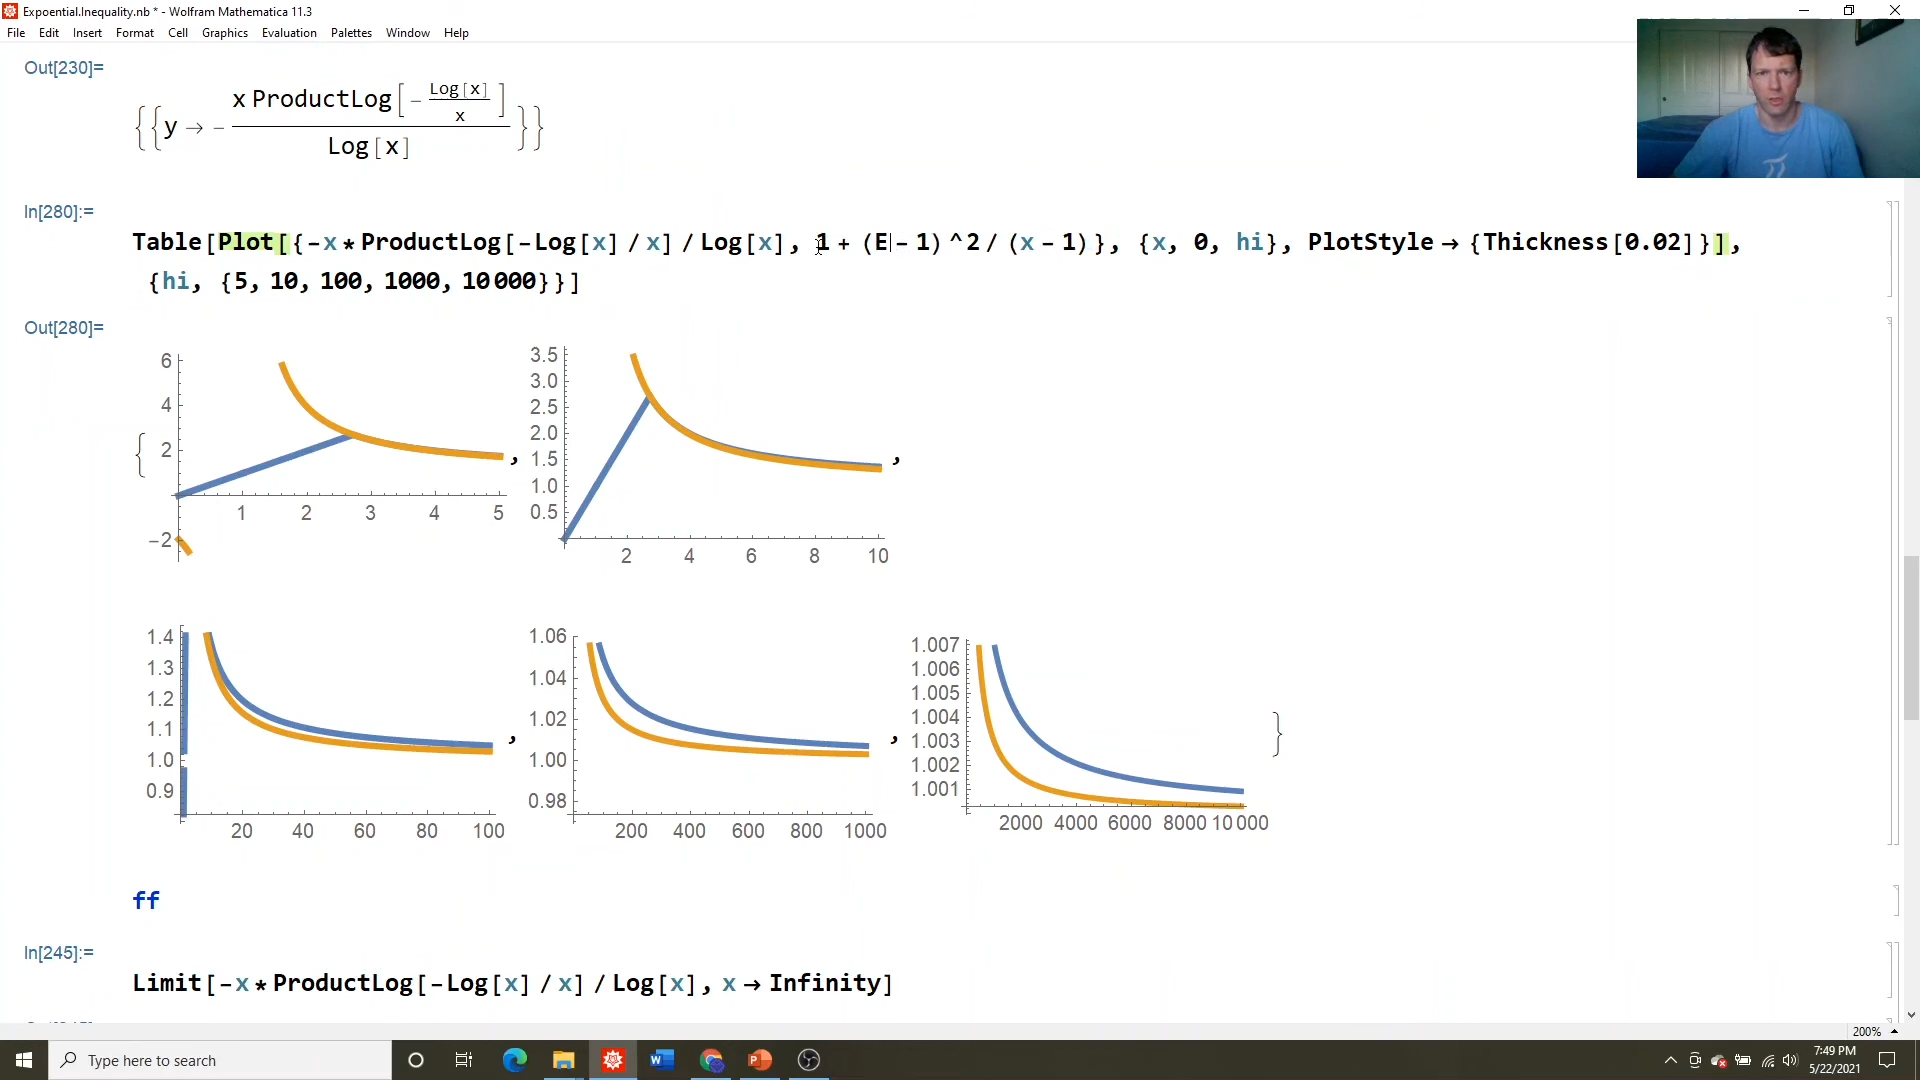 Expoential.Inequality.nb * - Wolfram Mathematica 11.3
File Edit Insert Format Cell Graphics Evaluation Palettes Window Help
Out[230]=
{{y → - x ProductLog[- Log[x] / x] / Log[x]}}
In[280]:=
Table[Plot[{-x * ProductLog[-Log[x] / x] / Log[x], 1 + (E - 1) ^ 2 / (x - 1)}, {x, 0, hi}, PlotStyle → {Thickness[0.02]}],
{hi, {5, 10, 100, 1000, 10 000}}]
Out[280]=
6 4 2 -2
1 2 3 4 5
3.5 3.0 2.5 2.0 1.5 1.0 0.5
2 4 6 8 10
1.4 1.3 1.2 1.1 1.0 0.9
20 40 60 80 100
1.06 1.04 1.02 1.00 0.98
200 400 600 800 1000
1.007 1.006 1.005 1.004 1.003 1.002 1.001
2000 4000 6000 8000 10 000
ff
In[245]:=
Limit[-x * ProductLog[-Log[x] / x] / Log[x], x → Infinity]
200%
Type here to search
7:49 PM
5/22/2021